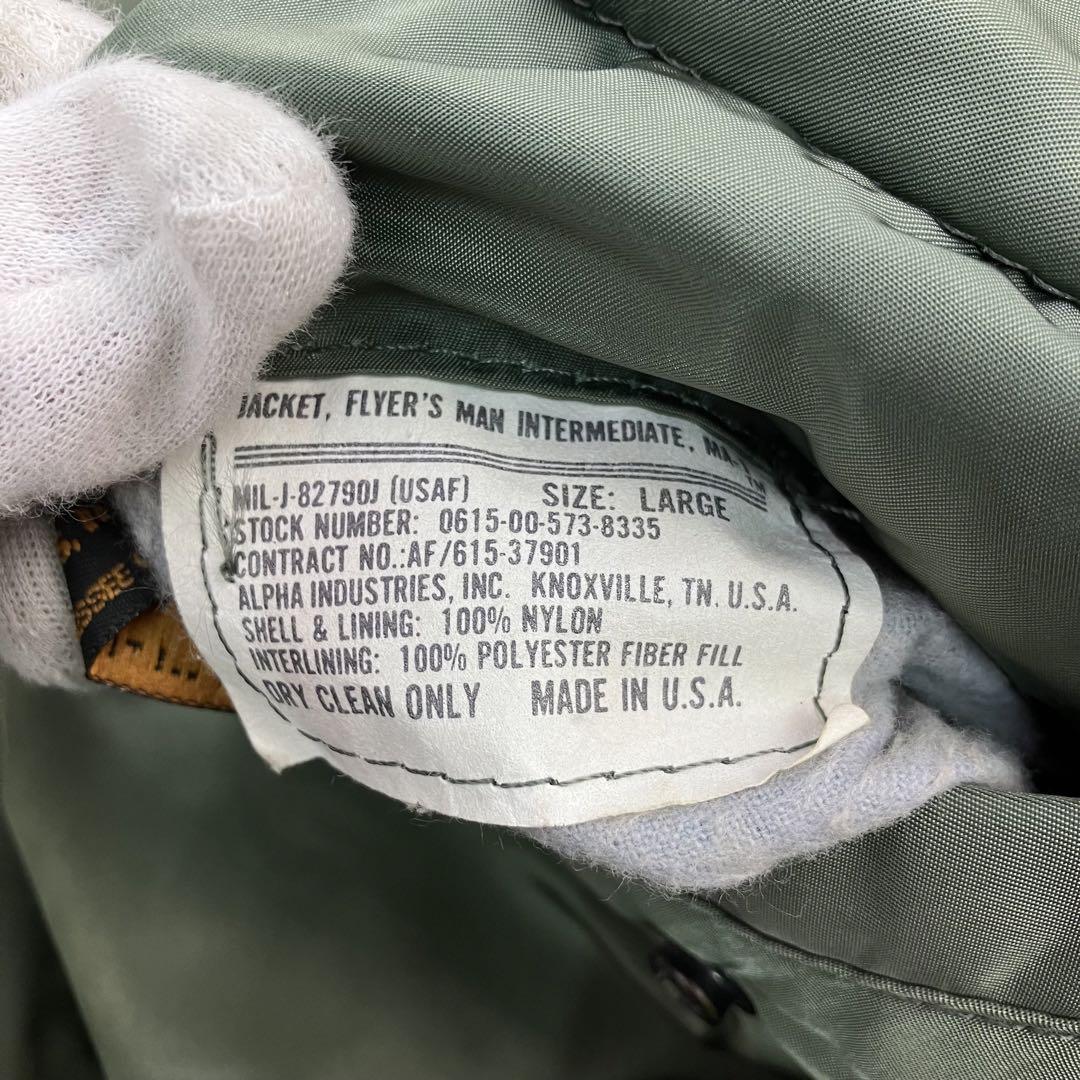 JACKET, FLYER'S MAN INTERMEDIATE, MA-1™
MIL-J-82790J (USAF) SIZE: LARGE
STOCK NUMBER: 0615-00-573-8335
CONTRACT NO.:AF/615-37901
ALPHA INDUSTRIES, INC. KNOXVILLE, TN. U.S.A.
SHELL & LINING: 100% NYLON
INTERLINING: 100% POLYESTER FIBER FILL
DRY CLEAN ONLY MADE IN U.S.A.